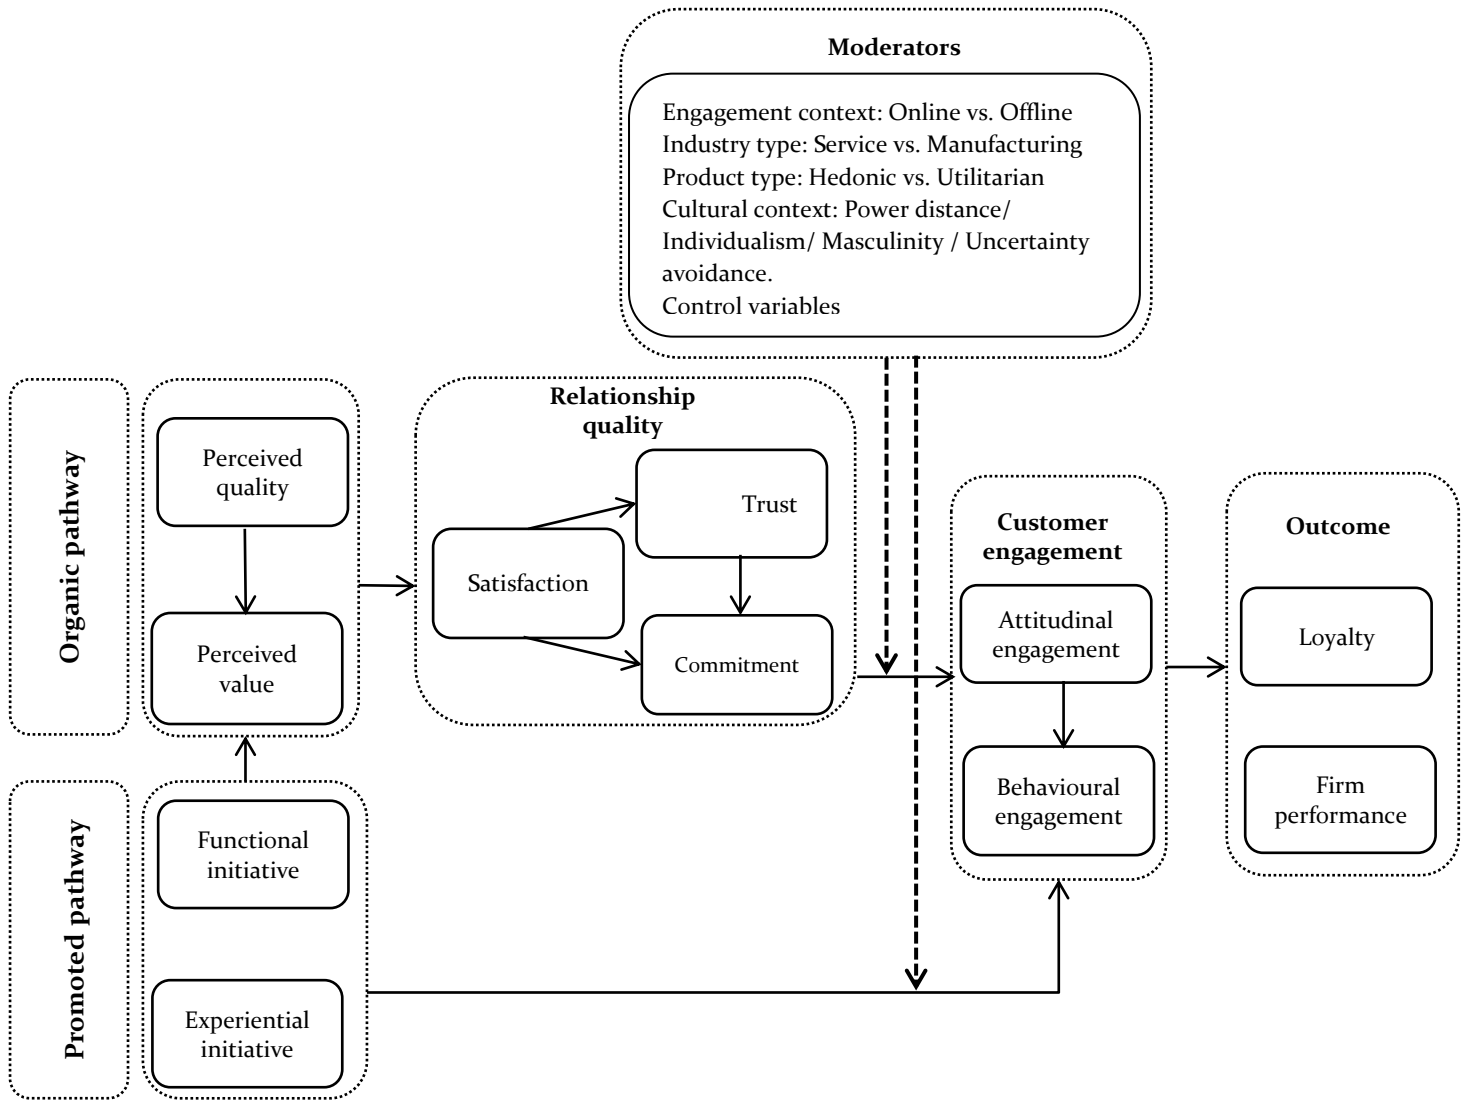 Moderators
Engagement context: Online vs. Offline
Industry type: Service vs. Manufacturing
Product type: Hedonic vs. Utilitarian
Cultural context: Power distance/
Individualism/ Masculinity / Uncertainty
avoidance.
Control variables
Organic pathway
Perceived
quality
Perceived
value
Relationship
quality
Trust
Satisfaction
Commitment
Customer
engagement
Attitudinal
engagement
Behavioural
engagement
Outcome
Loyalty
Firm
performance
Promoted pathway
Functional
initiative
Experiential
initiative